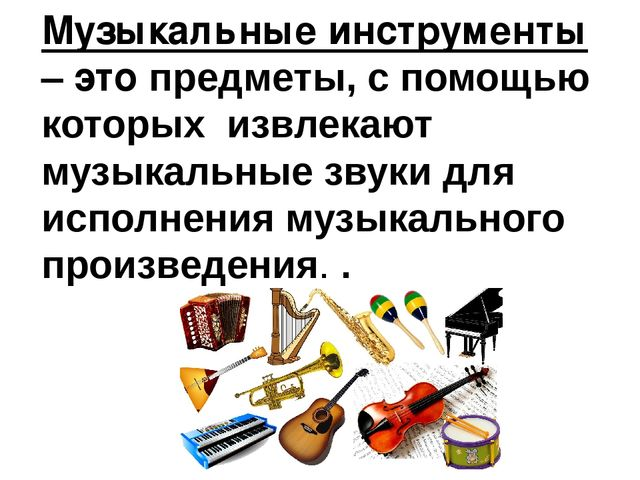 Музыкальные инструменты
– это предметы, с помощью
которых извлекают
музыкальные звуки для
исполнения музыкального
произведения. .